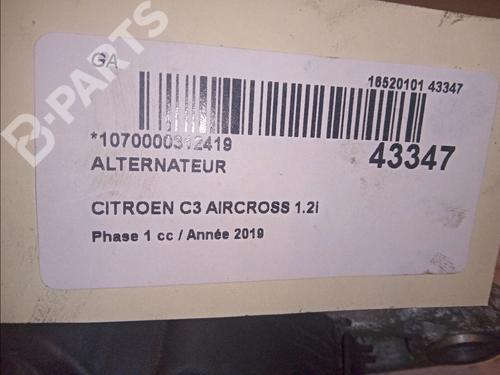 GA
16520101 43347
*1070000312419
43347
ALTERNATEUR
CITROEN C3 AIRCROSS 1.2i
Phase 1 cc / Année 2019
B-PARTS